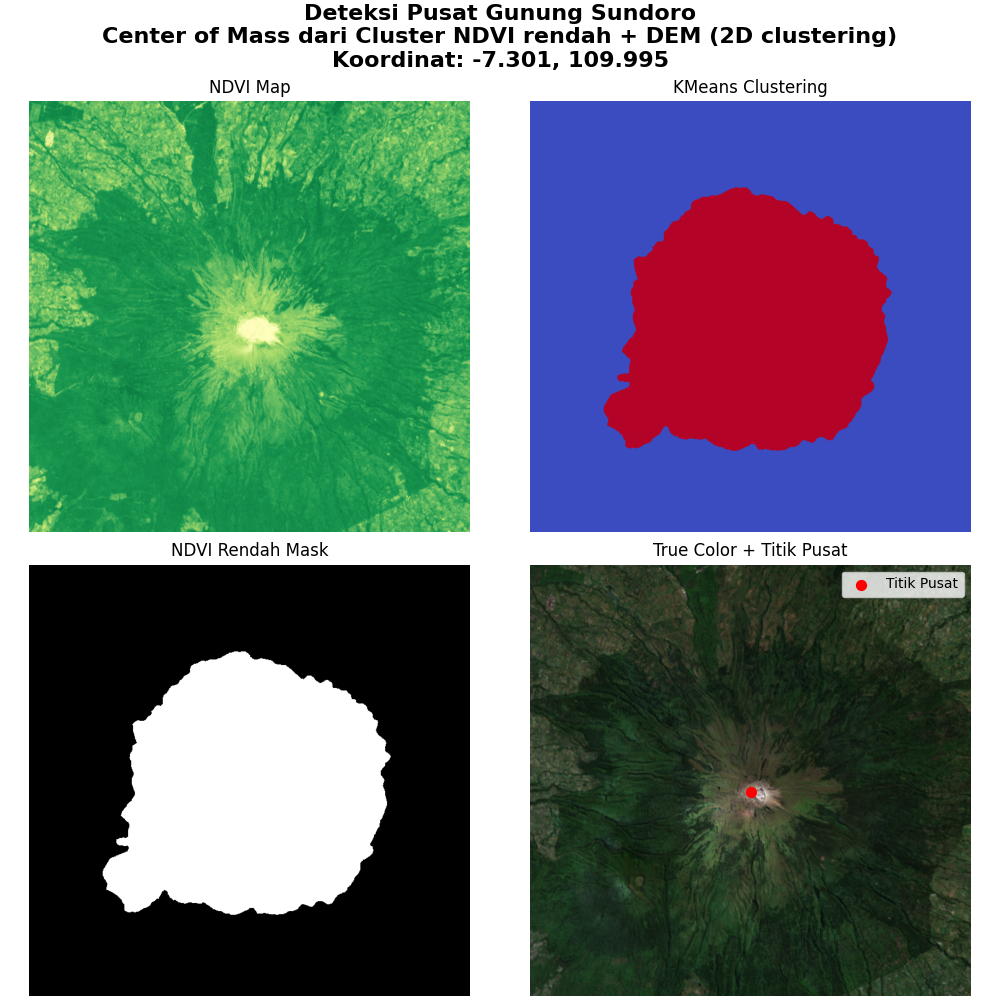 Deteksi Pusat Gunung Sundoro
Center of Mass dari Cluster NDVI rendah + DEM (2D clustering)
Koordinat: -7.301, 109.995
NDVI Map
KMeans Clustering
NDVI Rendah Mask
True Color + Titik Pusat
Titik Pusat